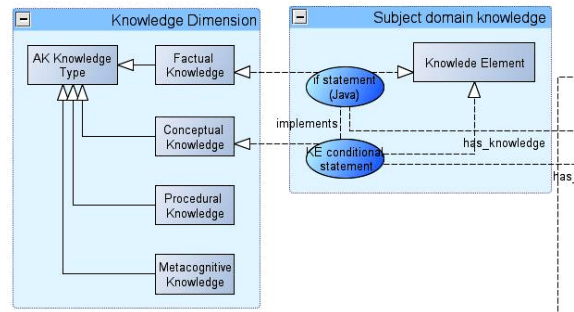 Knowledge Dimension
AK Knowledge
Type
Factual
Knowledge
Conceptual
Knowledge
Procedural
Knowledge
Metacognitive
Knowledge
Subject domain knowledge
if statement
(Java)
Knowlede Element
implements
KE conditional
statement
has_knowledge
has_